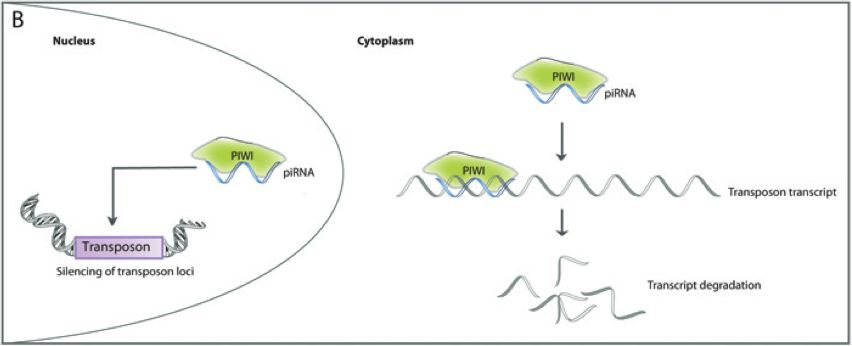 B
Nucleus
Cytoplasm
PIWI
piRNA
PIWI
piRNA
Transposon
Silencing of transposon loci
PIWI
Transposon transcript
Transcript degradation